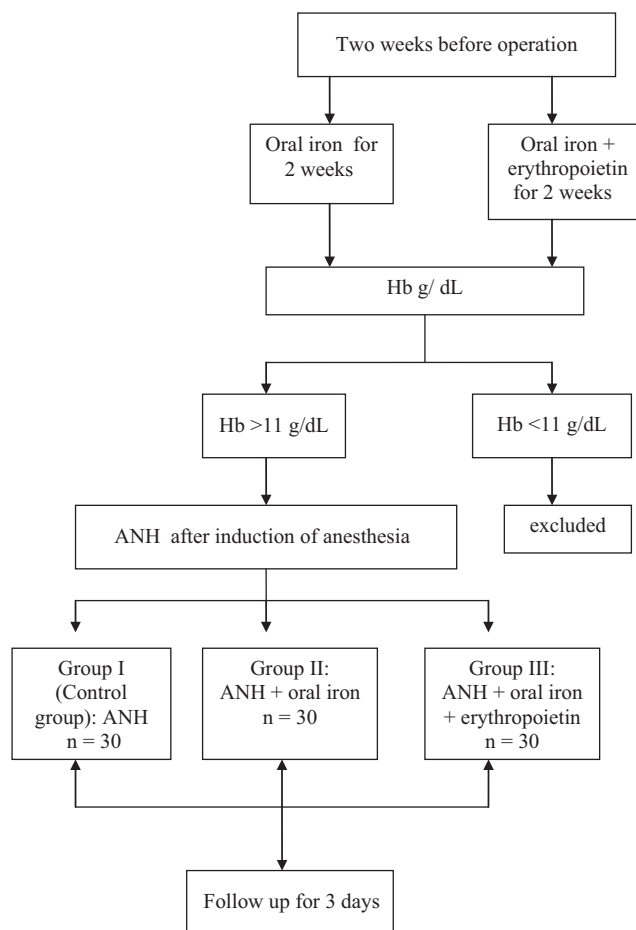 Two weeks before operation
Oral iron for
2 weeks
Oral iron +
erythropoietin
for 2 weeks
Hb g/ dL
Hb >11 g/dL
Hb <11 g/dL
ANH after induction of anesthesia
excluded
Group I
(Control
group): ANH
n = 30
Group II:
ANH + oral iron
n = 30
Group III:
ANH + oral iron
+ erythropoietin
n = 30
Follow up for 3 days